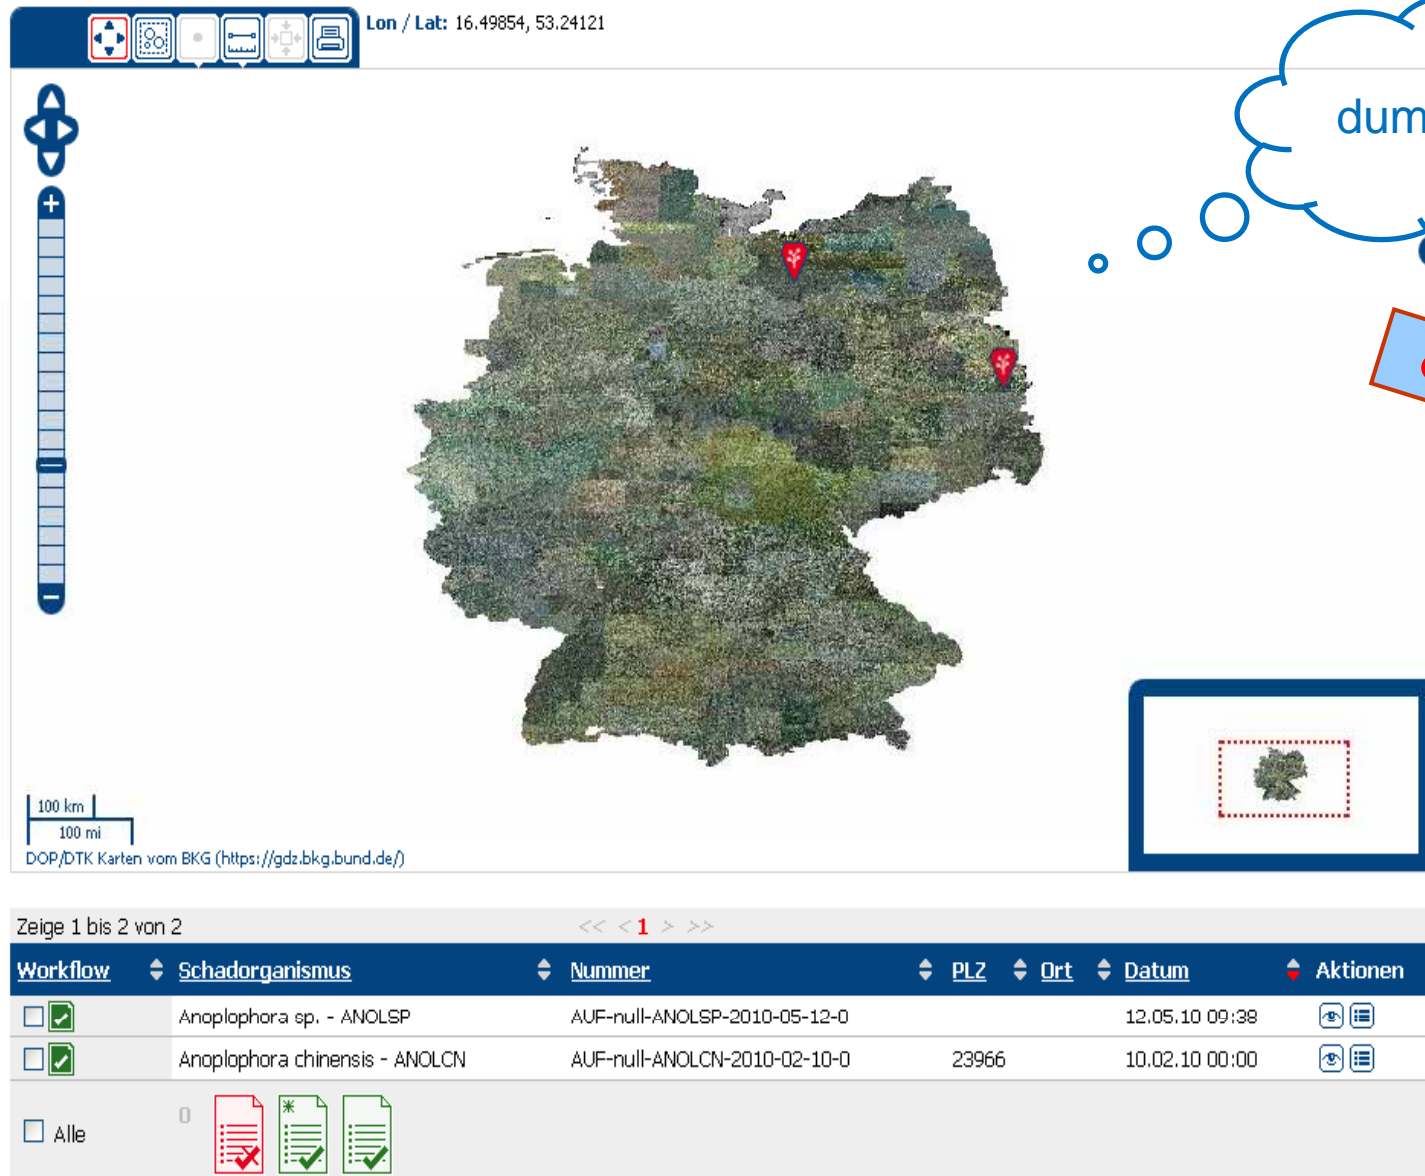 Lon / Lat: 16.49854, 53.24121
100 km
100 mi
DOP/DTK Karten vom BKG (https://gdz.bkg.bund.de/)
Zeige 1 bis 2 von 2 << < 1 > >>
Workflow Schadorganismus Nummer PLZ Ort Datum Aktionen
Anoplophora sp. - ANOLSP AUF-null-ANOLSP-2010-05-12-0 12.05.10 09:38
Anoplophora chinensis - ANOLCN AUF-null-ANOLCN-2010-02-10-0 23966 10.02.10 00:00
Alle 0